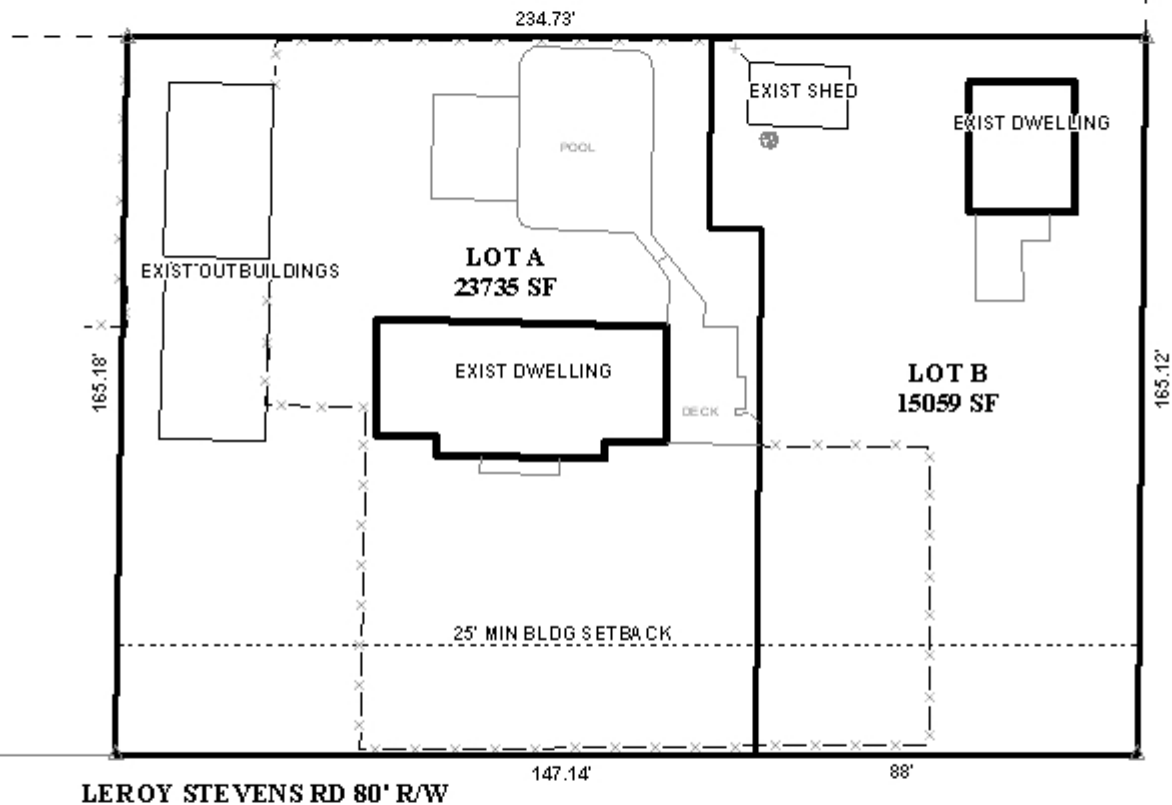 234.73'
EXIST SHED
EXIST DWELLING
POOL
LOT A
23735 SF
EXIST OUTBUILDINGS
EXIST DWELLING
LOT B
15059 SF
165.18'
165.12'
DECK
25' MIN BLDG SETBACK
147.14'
88'
LEROY STEVENS RD 80' R/W